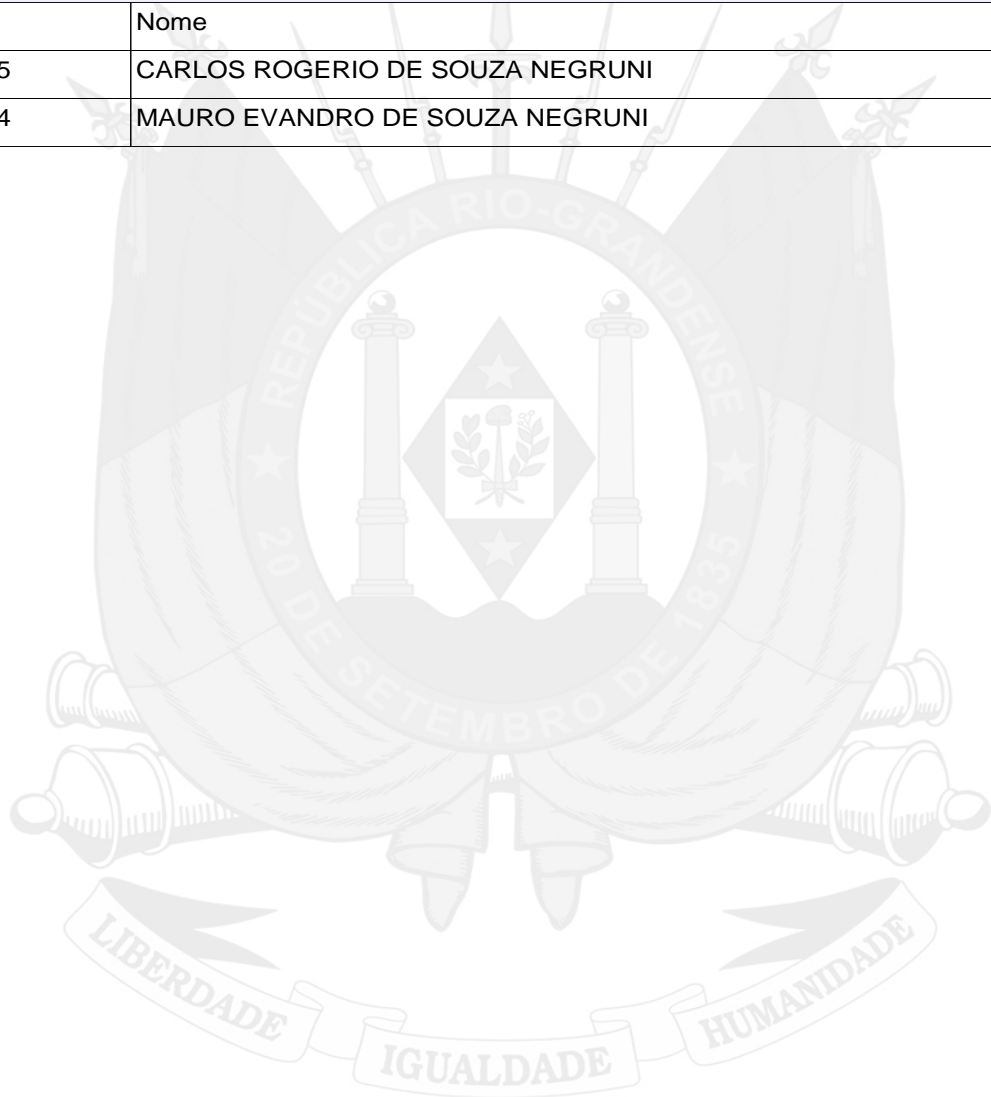 Nome
5 CARLOS ROGERIO DE SOUZA NEGRUNI
4 MAURO EVANDRO DE SOUZA NEGRUNI
REPÚBLICA RIO-GRANDENSE
20 DE SETEMBRO DE 1835
LIBERDADE IGUALDADE HUMANIDADE